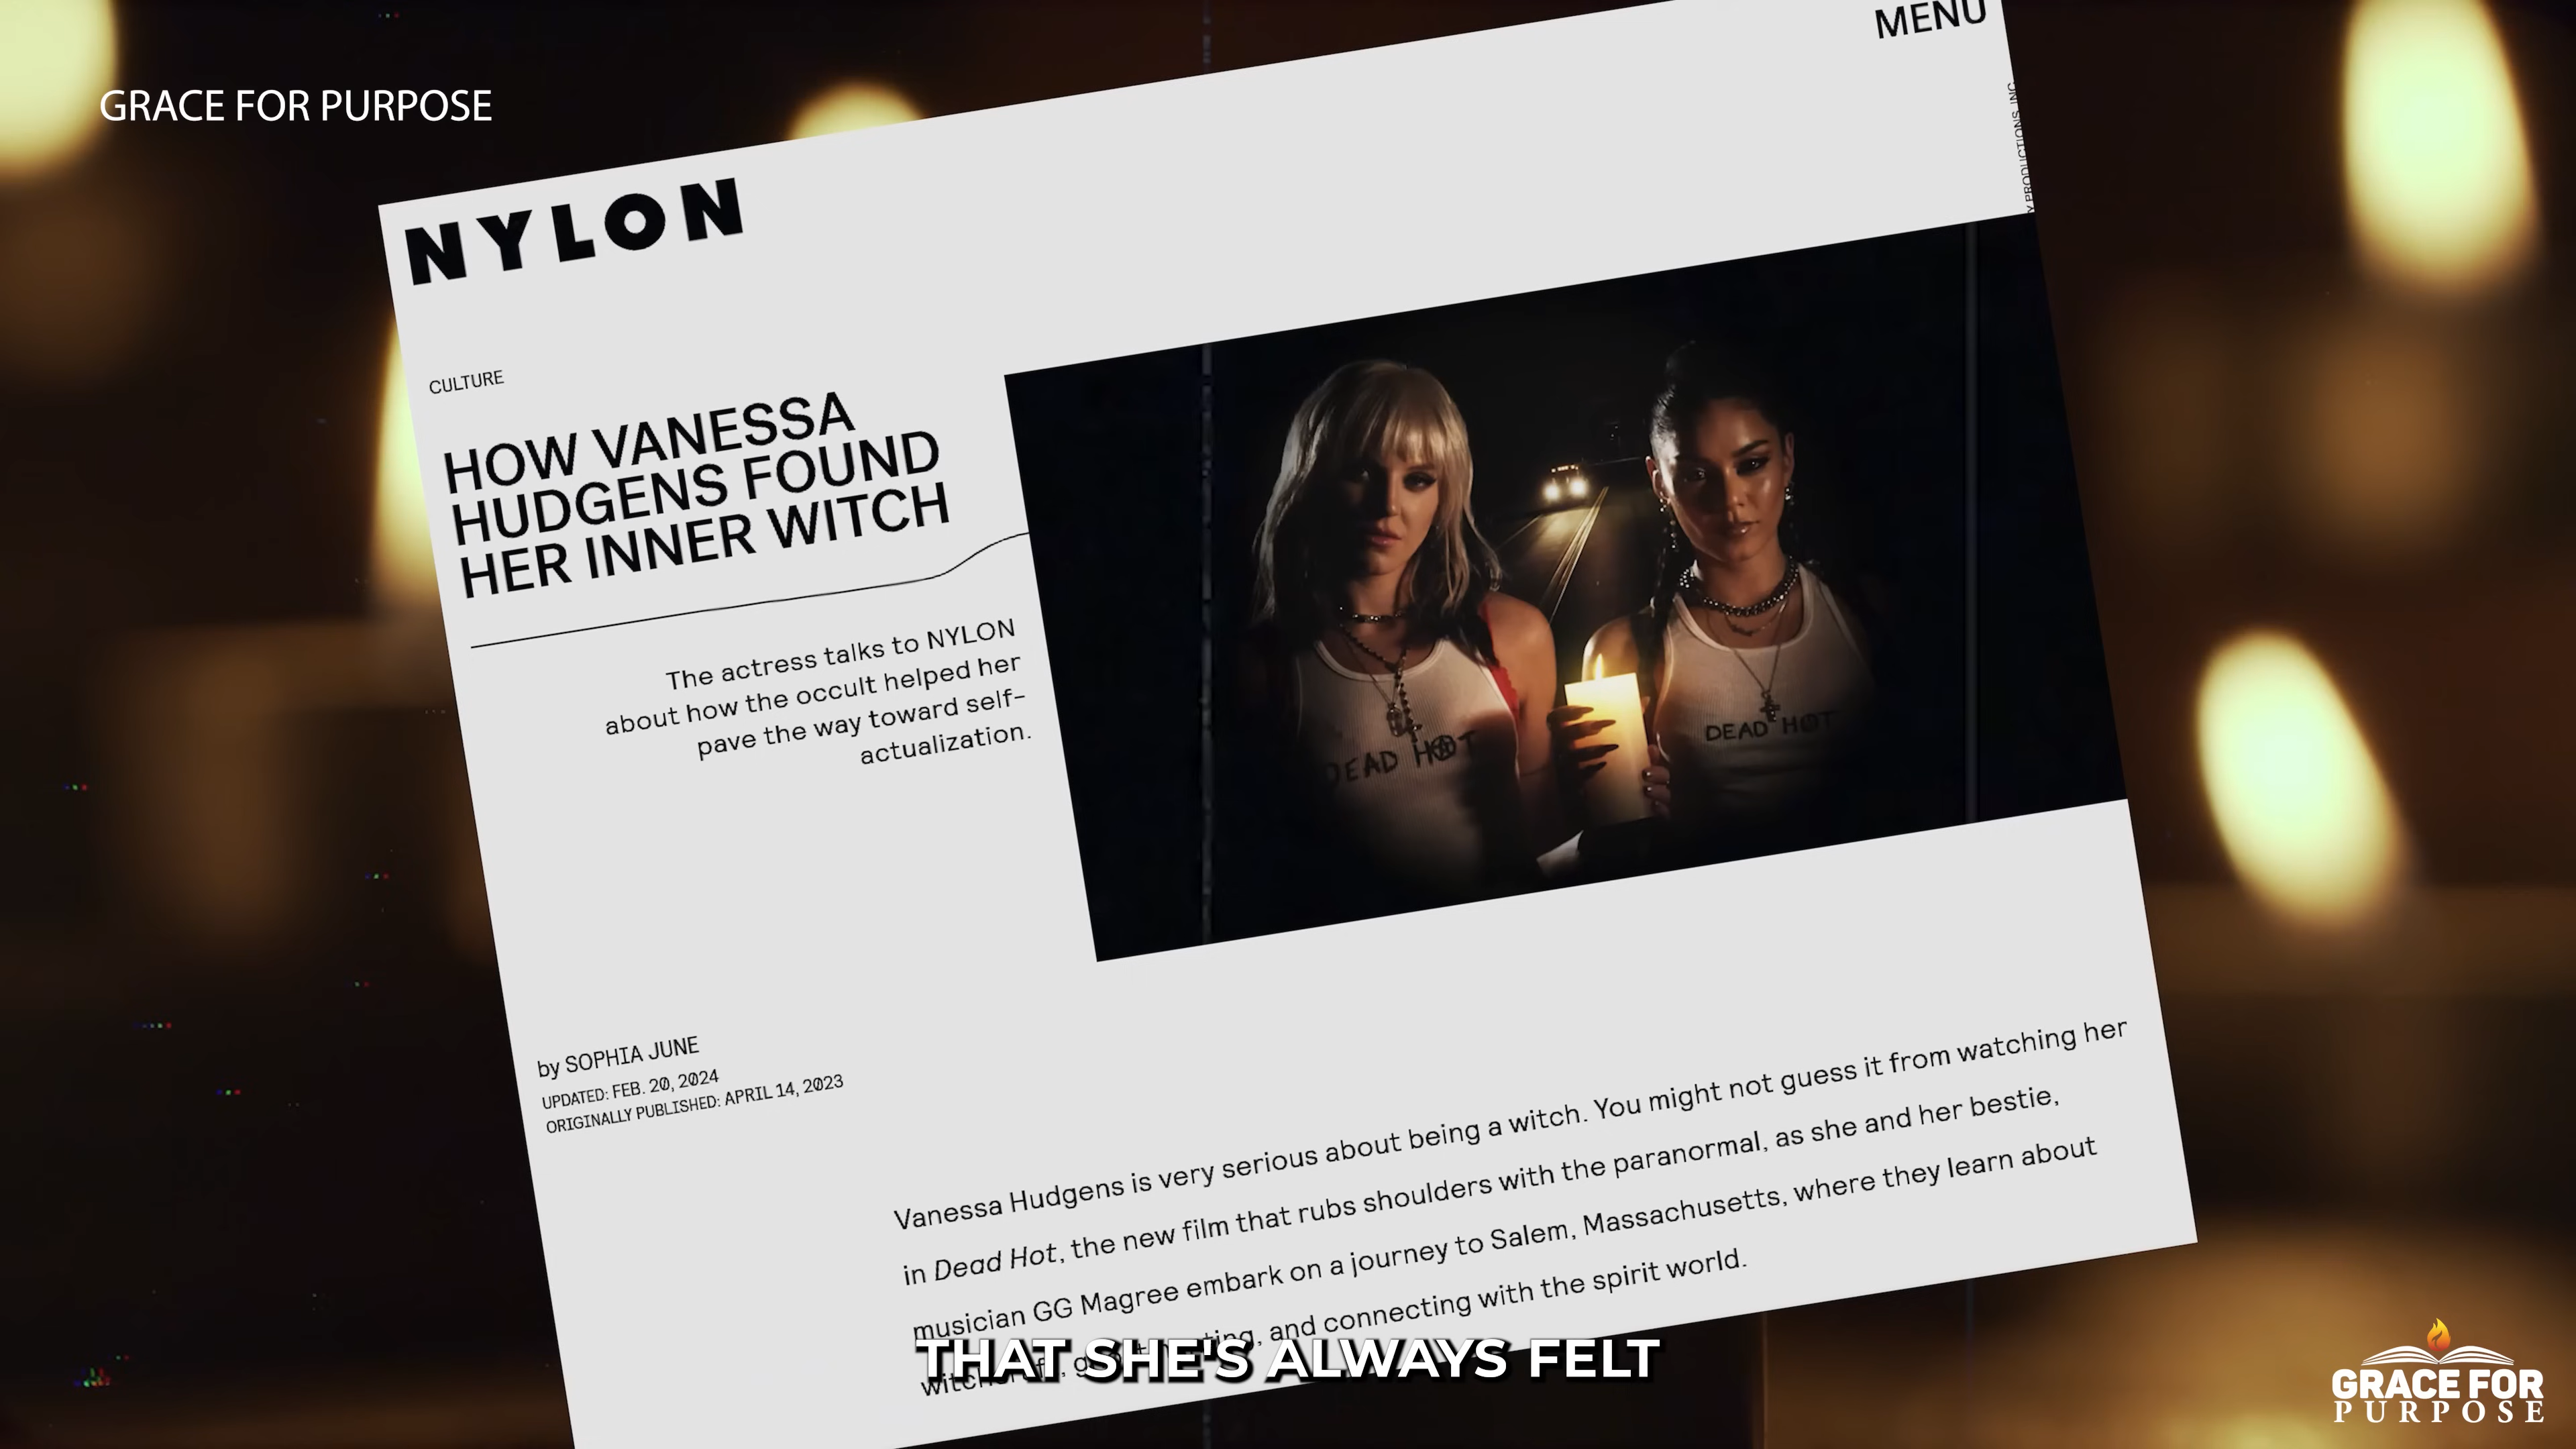 GRACE FOR PURPOSE
MENU
Y PRODUCTIONS, INC.
NYLON
CULTURE
HOW VANESSA
HUDGENS FOUND
HER INNER WITCH
The actress talks to NYLON
about how the occult helped her
pave the way toward self-
actualization.
DEAD HOT
DEAD HOT
by SOPHIA JUNE
UPDATED: FEB. 20, 2024
ORIGINALLY PUBLISHED: APRIL 14, 2023
Vanessa Hudgens is very serious about being a witch. You might not guess it from watching her
in Dead Hot, the new film that rubs shoulders with the paranormal, as she and her bestie,
musician GG Magree embark on a journey to Salem, Massachusetts, where they learn about
and connecting with the spirit world.
THAT SHE'S ALWAYS FELT
GRACE FOR
PURPOSE